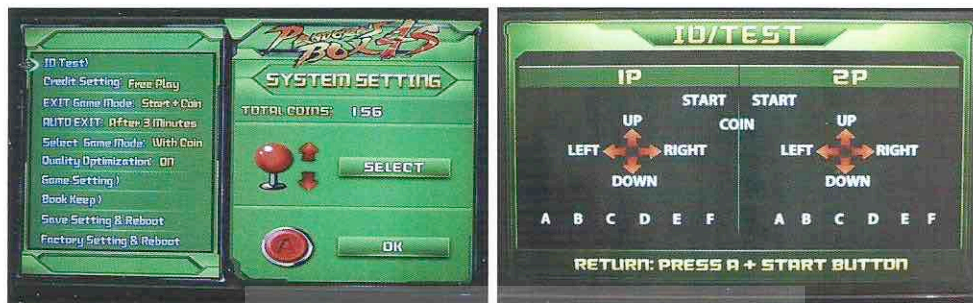 PANDORA'S
BOX 4S
IO Test)
Credit Setting: Free Play
EXIT Game Mode: Start+Coin
AUTO EXIT: After 3 Minutes
Select Game Mode: With Coin
Quality Optimization: ON
Game Setting)
Book Keep)
Save Setting & Reboot
Factory Setting & Reboot
SYSTEM SETTING
TOTAL COINS: 156
SELECT
A
OK
IO/TEST
1P 2P
START START
COIN
UP UP
LEFT RIGHT LEFT RIGHT
DOWN DOWN
A B C D E F A B C D E F
RETURN: PRESS A + START BUTTON